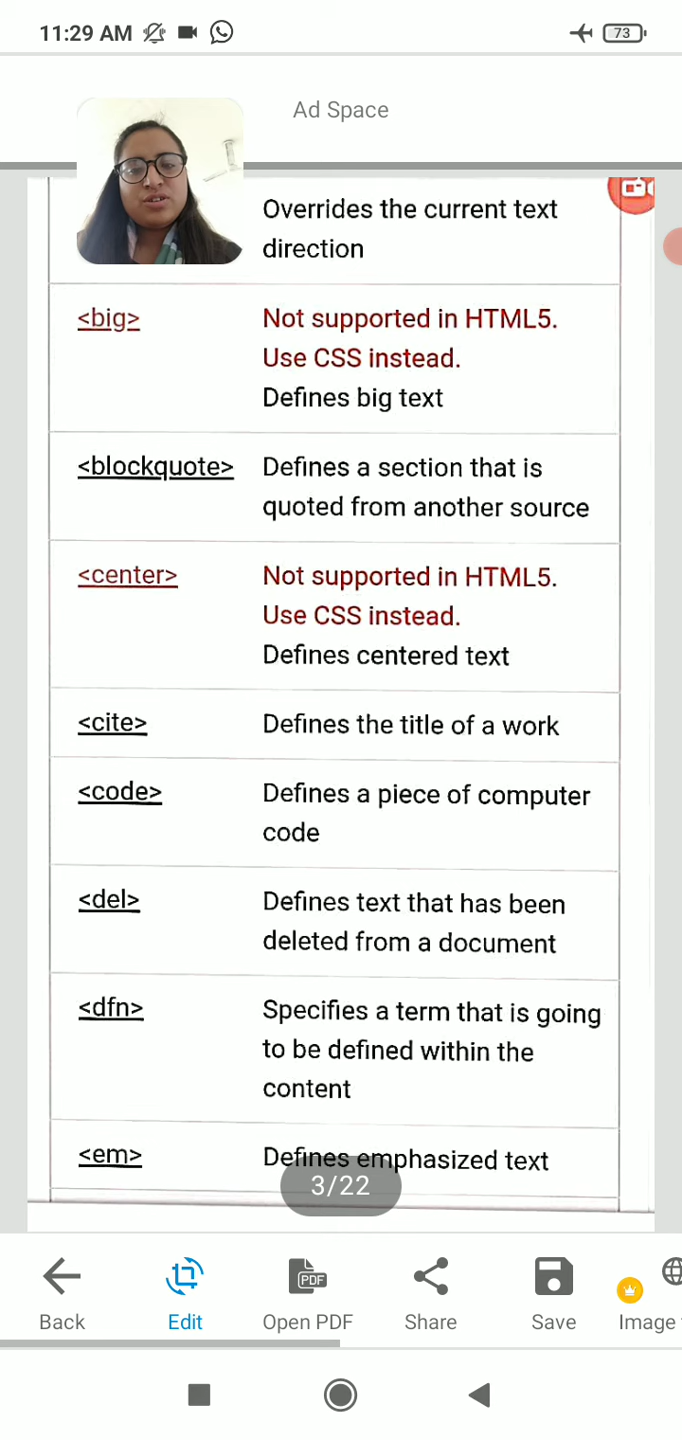 11:29 AM
73
Ad Space
Overrides the current text
direction
<big>
Not supported in HTML5.
Use CSS instead.
Defines big text
<blockquote>
Defines a section that is
quoted from another source
<center>
Not supported in HTML5.
Use CSS instead.
Defines centered text
<cite>
Defines the title of a work
<code>
Defines a piece of computer
code
<del>
Defines text that has been
deleted from a document
<dfn>
Specifies a term that is going
to be defined within the
content
<em>
Defines emphasized text
3/22
PDF
Back
Edit
Open PDF
Share
Save
Image